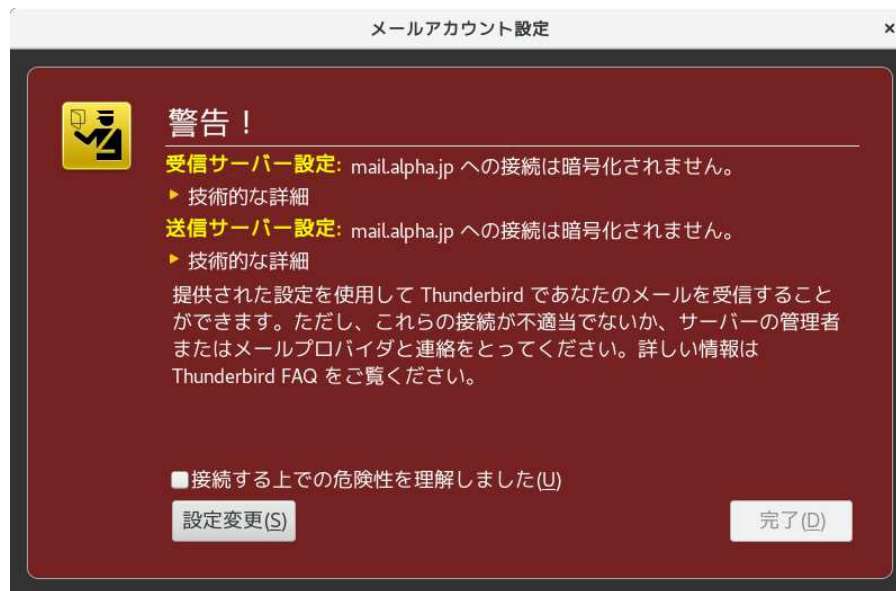 メールアカウント設定
×
警告！
受信サーバー設定: mail.alpha.jp への接続は暗号化されません。
技術的な詳細
送信サーバー設定: mail.alpha.jp への接続は暗号化されません。
技術的な詳細
提供された設定を使用して Thunderbird であなたのメールを受信すること
ができます。ただし、これらの接続が不適当でないか、サーバーの管理者
またはメールプロバイダと連絡をとってください。詳しい情報は
Thunderbird FAQ をご覧ください。
接続する上での危険性を理解しました(U)
設定変更(S)
完了(D)